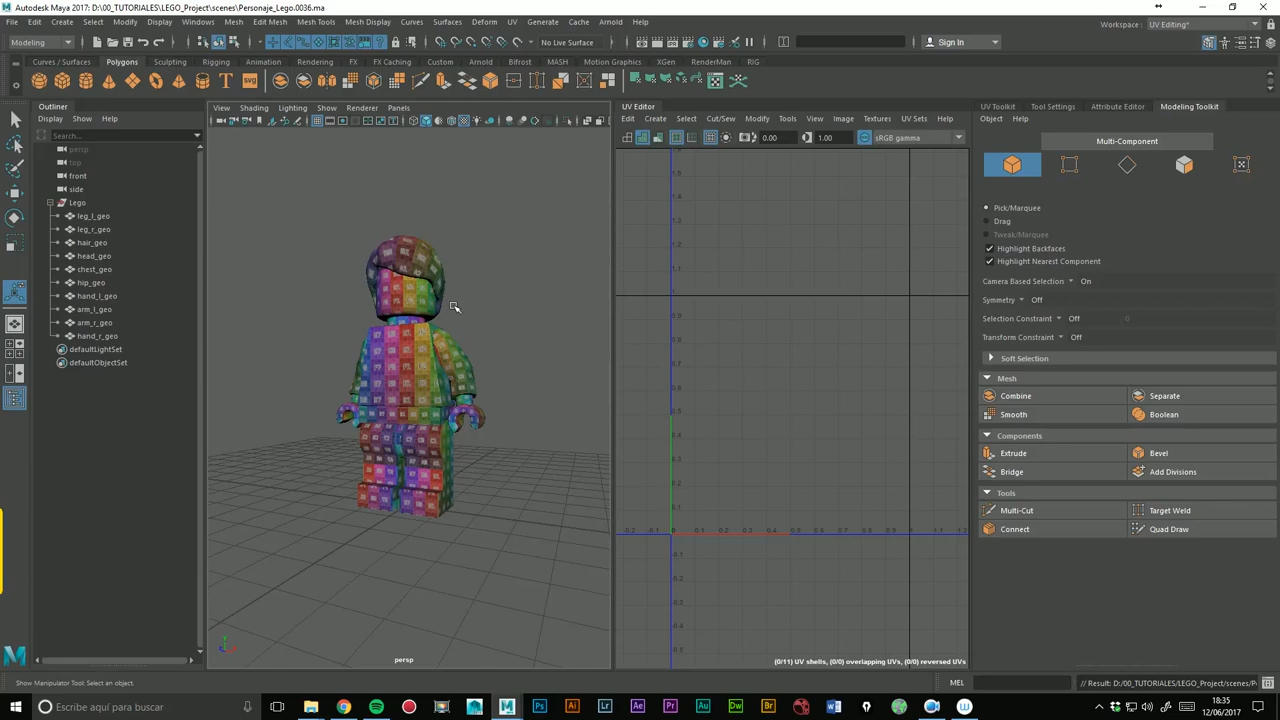 Autodesk Maya 2017: D:\00_TUTORIALES\LEGO_Project\scenes\Personaje_Lego.0036.ma
File Edit Create Select Modify Display Windows Mesh Edit Mesh Mesh Tools Mesh Display Curves Surfaces Deform UV Generate Cache Arnold Help
Workspace : UV Editing*
Modeling
No Live Surface
Sign In
Curves / Surfaces Polygons Sculpting Rigging Animation Rendering FX FX Caching Custom Arnold Bifrost MASH Motion Graphics XGen RenderMan RIG
Outliner
Display Show Help
Search...
persp
top
front
side
Lego
leg_l_geo
leg_r_geo
hair_geo
head_geo
chest_geo
hip_geo
hand_l_geo
arm_l_geo
arm_r_geo
hand_r_geo
defaultLightSet
defaultObjectSet
View Shading Lighting Show Renderer Panels
persp
UV Editor
Edit Create Select Cut/Sew Modify Tools View Image Textures UV Sets Help
0.00 1.00 sRGB gamma
(0/11) UV shells, (0/0) overlapping UVs, (0/0) reversed UVs
UV Toolkit Tool Settings Attribute Editor Modeling Toolkit
Object Help
Multi-Component
Pick/Marquee
Drag
Tweak/Marquee
Highlight Backfaces
Highlight Nearest Component
Camera Based Selection On
Symmetry Off
Selection Constraint Off 0
Transform Constraint Off
Soft Selection
Mesh
Combine Separate
Smooth Boolean
Components
Extrude Bevel
Bridge Add Divisions
Tools
Multi-Cut Target Weld
Connect Quad Draw
Show Manipulator Tool: Select an object.
MEL
// Result: D:/00_TUTORIALES/LEGO_Project/scenes/Pe
Escribe aquí para buscar
18:35
12/06/2017